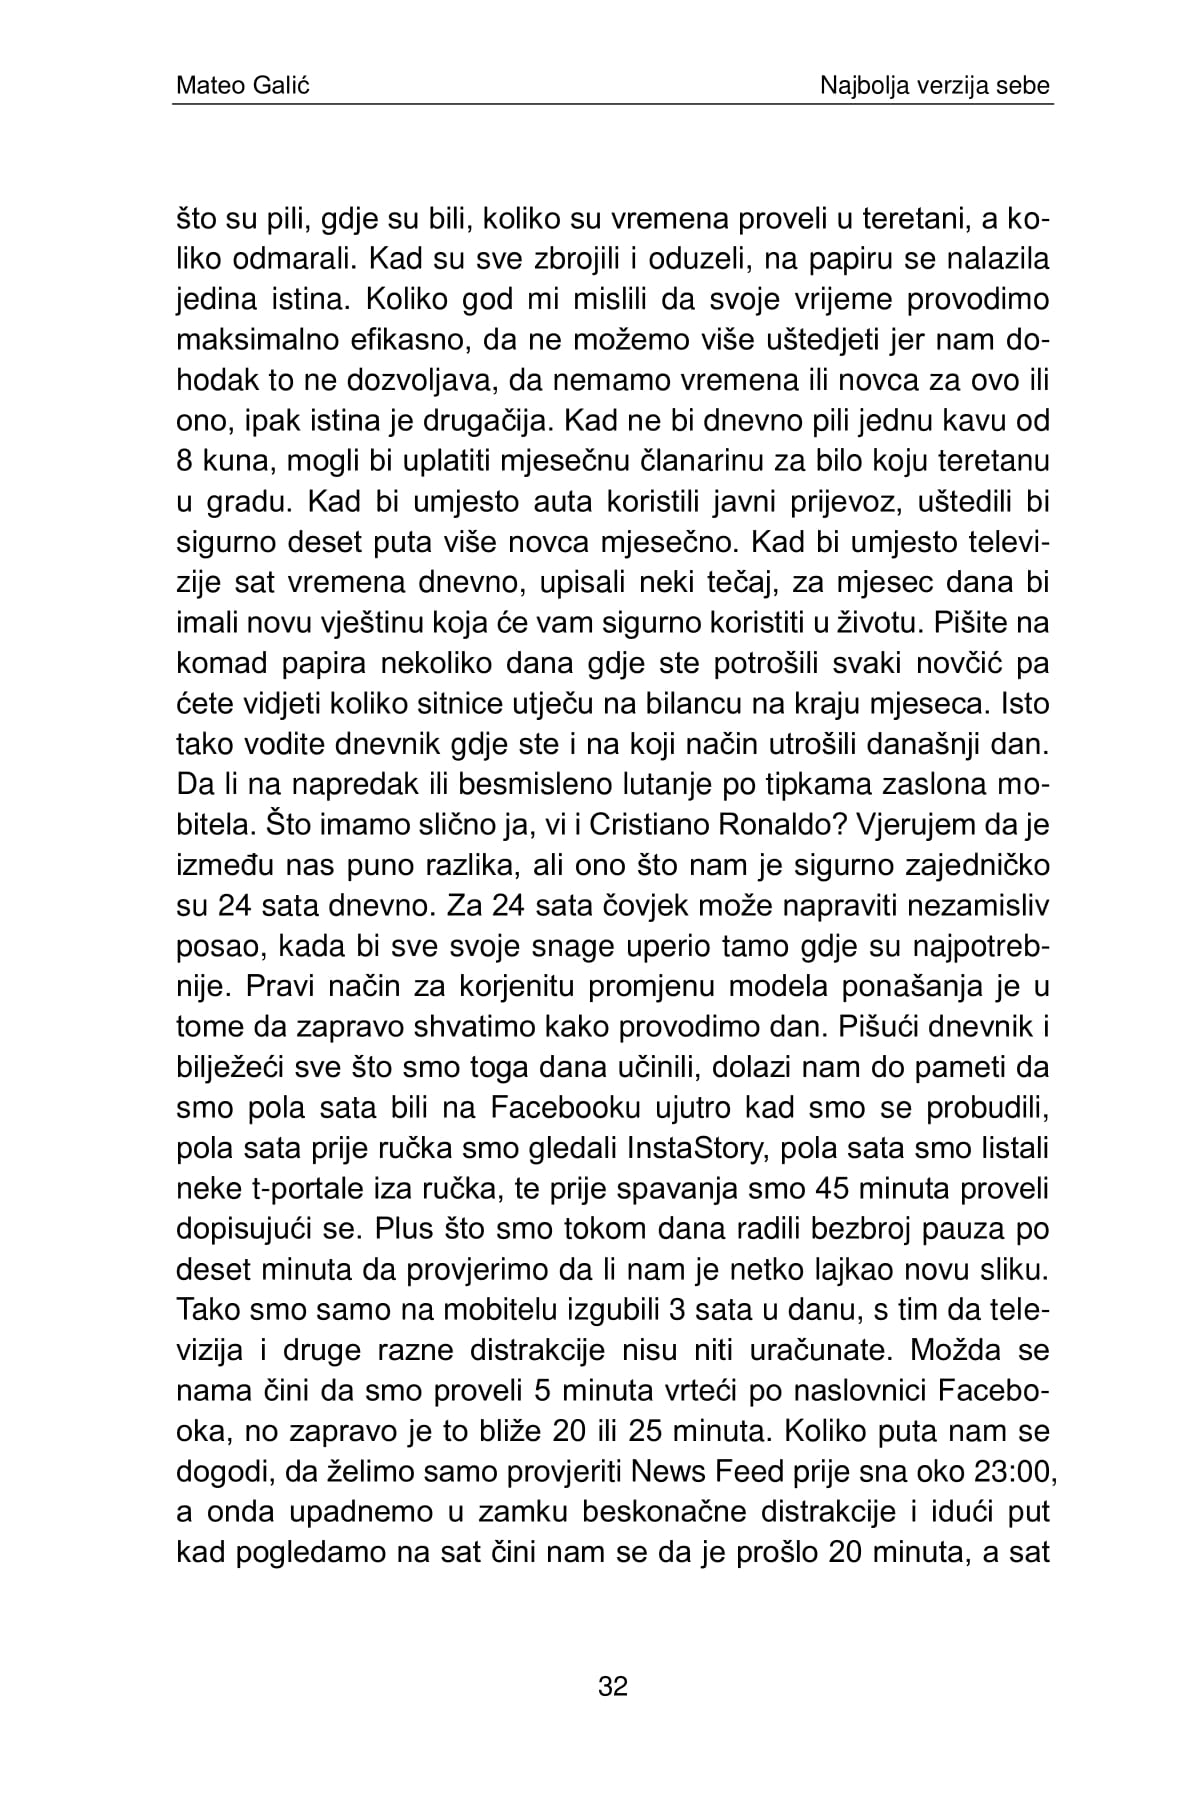 Mateo Galić
Najbolja verzija sebe
što su pili, gdje su bili, koliko su vremena proveli u teretani, a ko-
liko odmarali. Kad su sve zbrojili i oduzeli, na papiru se nalazila
jedina istina. Koliko god mi mislili da svoje vrijeme provodimo
maksimalno efikasno, da ne možemo više uštedjeti jer nam do-
hodak to ne dozvoljava, da nemamo vremena ili novca za ovo ili
ono, ipak istina je drugačija. Kad ne bi dnevno pili jednu kavu od
8 kuna, mogli bi uplatiti mjesečnu članarinu za bilo koju teretanu
u gradu. Kad bi umjesto auta koristili javni prijevoz, uštedili bi
sigurno deset puta više novca mjesečno. Kad bi umjesto televi-
zije sat vremena dnevno, upisali neki tečaj, za mjesec dana bi
imali novu vještinu koja će vam sigurno koristiti u životu. Pišite na
komad papira nekoliko dana gdje ste potrošili svaki novčić pa
ćete vidjeti koliko sitnice utječu na bilancu na kraju mjeseca. Isto
tako vodite dnevnik gdje ste i na koji način utrošili današnji dan.
Da li na napredak ili besmisleno lutanje po tipkama zaslona mo-
bitela. Što imamo slično ja, vi i Cristiano Ronaldo? Vjerujem da je
između nas puno razlika, ali ono što nam je sigurno zajedničko
su 24 sata dnevno. Za 24 sata čovjek može napraviti nezamisliv
posao, kada bi sve svoje snage uperio tamo gdje su najpotreb-
nije. Pravi način za korjenitu promjenu modela ponašanja je u
tome da zapravo shvatimo kako provodimo dan. Pišući dnevnik i
bilježeći sve što smo toga dana učinili, dolazi nam do pameti da
smo pola sata bili na Facebooku ujutro kad smo se probudili,
pola sata prije ručka smo gledali InstaStory, pola sata smo listali
neke t-portale iza ručka, te prije spavanja smo 45 minuta proveli
dopisujući se. Plus što smo tokom dana radili bezbroj pauza po
deset minuta da provjerimo da li nam je netko lajkao novu sliku.
Tako smo samo na mobitelu izgubili 3 sata u danu, s tim da tele-
vizija i druge razne distrakcije nisu niti uračunate. Možda se
nama čini da smo proveli 5 minuta vrteći po naslovnici Facebo-
oka, no zapravo je to bliže 20 ili 25 minuta. Koliko puta nam se
dogodi, da želimo samo provjeriti News Feed prije sna oko 23:00,
a onda upadnemo u zamku beskonačne distrakcije i idući put
kad pogledamo na sat čini nam se da je prošlo 20 minuta, a sat
32